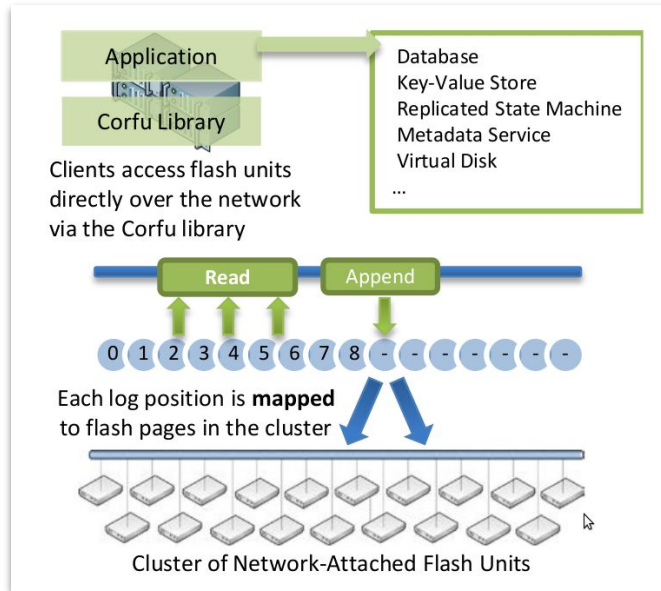 Application
Corfu Library
Database
Key-Value Store
Replicated State Machine
Metadata Service
Virtual Disk
...
Clients access flash units
directly over the network
via the Corfu library
Read
Append
0 1 2 3 4 5 6 7 8 - - - - - - -
Each log position is mapped
to flash pages in the cluster
Cluster of Network-Attached Flash Units